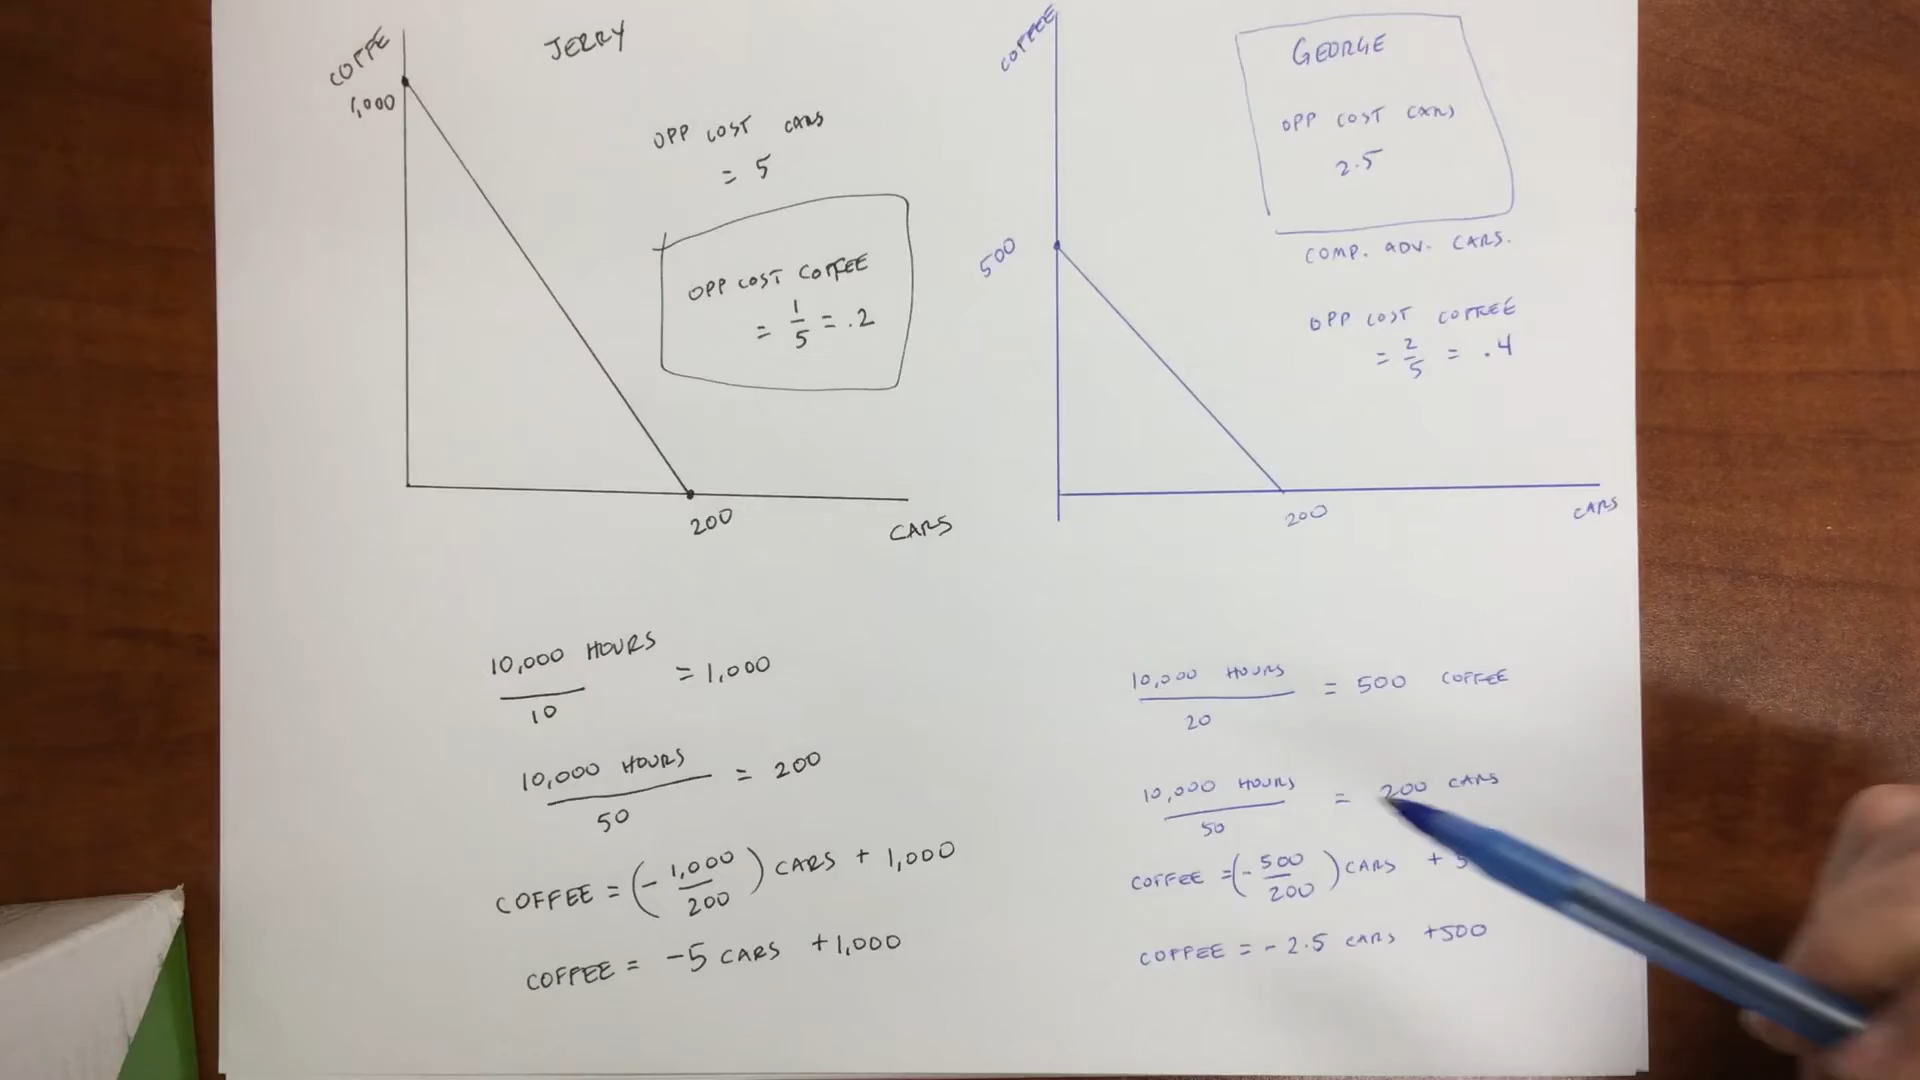 COFFE
JERRY
1,000
OPP COST CARS
= 5
OPP COST COFFEE
= 1/5 = .2
200
CARS
10,000 HOURS
10
= 1,000
10,000 HOURS
50
= 200
COFFEE = (- 1,000/200) CARS + 1,000
COFFEE = -5 CARS +1,000
COFFEE
GEORGE
OPP COST CARS
2.5
COMP. ADV. CARS.
500
OPP COST COFFEE
= 2/5 = .4
200
CARS
10,000 HOURS
20
= 500 COFFEE
10,000 HOURS
50
= 200 CARS
COFFEE = (- 500/200) CARS +
COFFEE = - 2.5 CARS +500